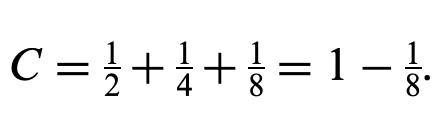 C = 1/2 + 1/4 + 1/8 = 1 − 1/8.